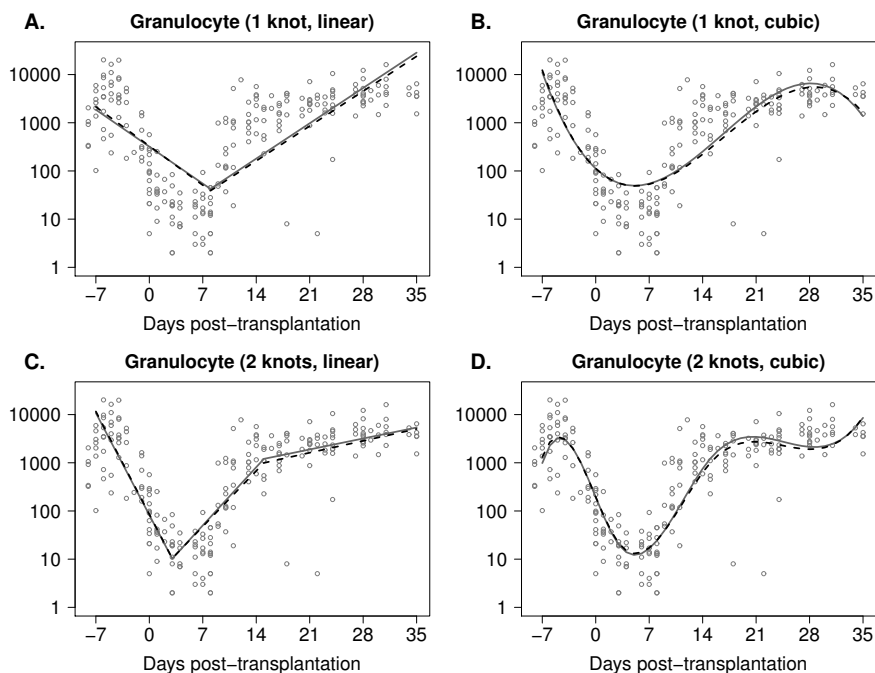 A. Granulocyte (1 knot, linear)
10000
1000
100
10
1
−7 0 7 14 21 28 35
Days post−transplantation
B. Granulocyte (1 knot, cubic)
10000
1000
100
10
1
−7 0 7 14 21 28 35
Days post−transplantation
C. Granulocyte (2 knots, linear)
10000
1000
100
10
1
−7 0 7 14 21 28 35
Days post−transplantation
D. Granulocyte (2 knots, cubic)
10000
1000
100
10
1
−7 0 7 14 21 28 35
Days post−transplantation